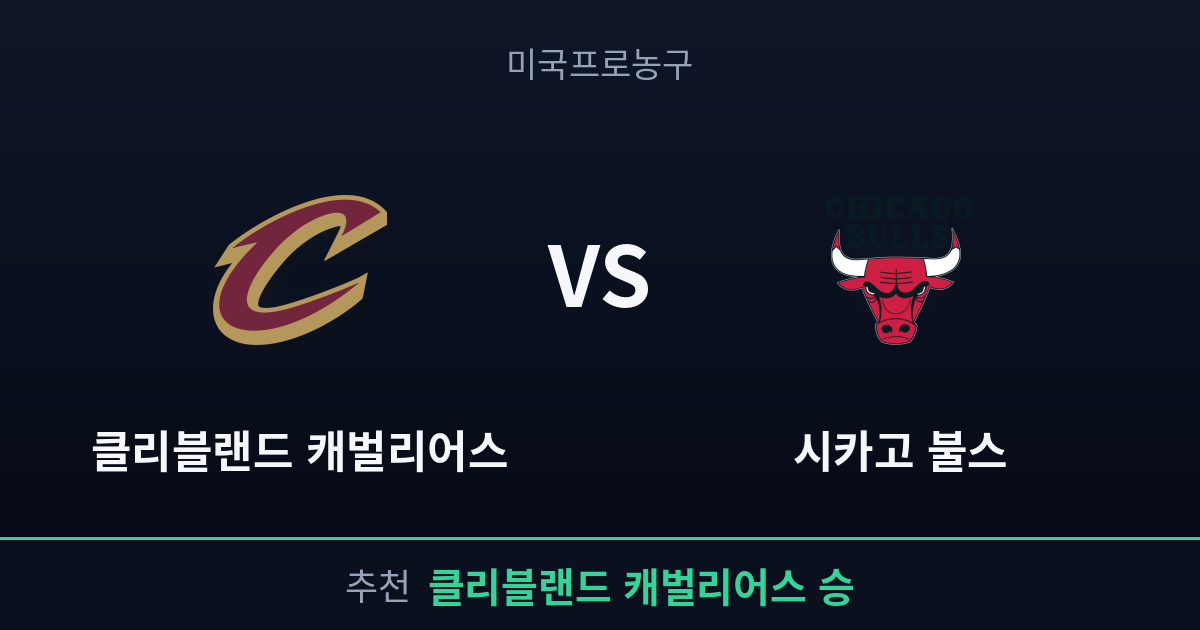 미국프로농구
CHICAGO
BULLS
VS
클리블랜드 캐벌리어스
시카고 불스
추천 클리블랜드 캐벌리어스 승